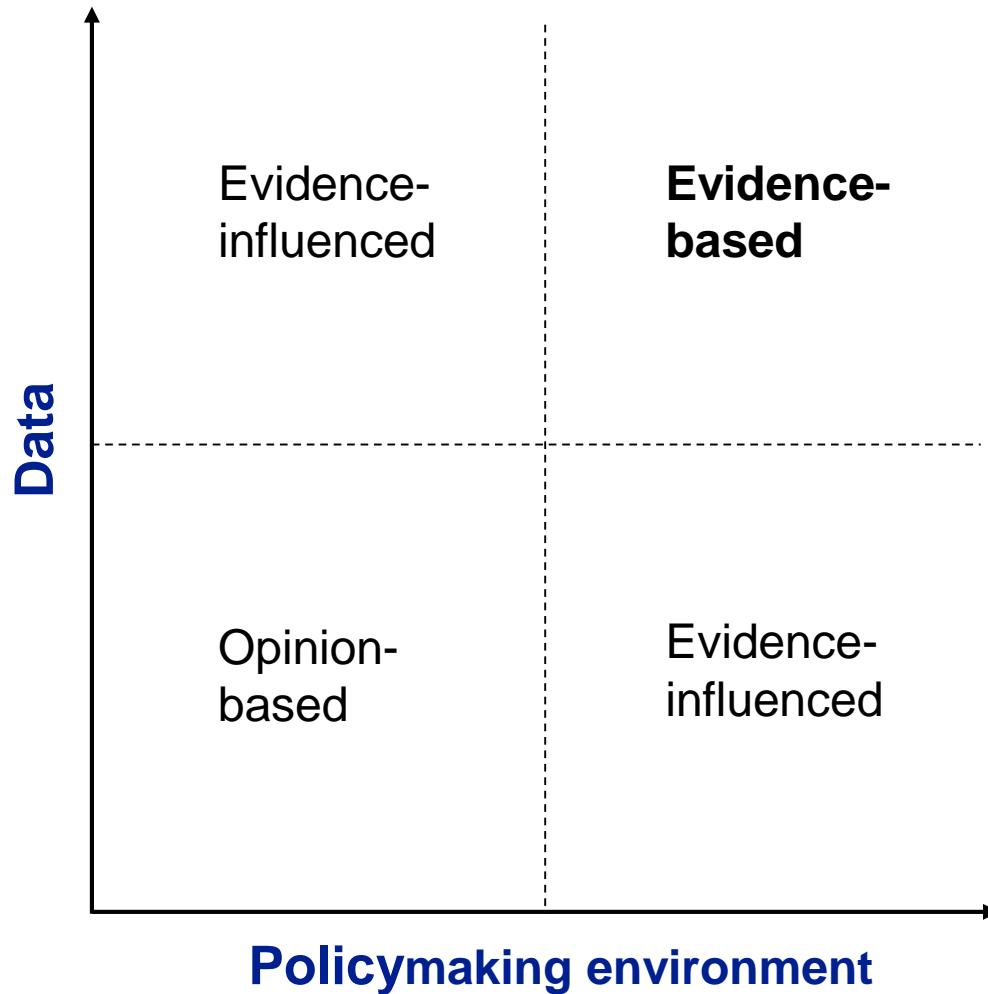 Evidence-
influenced
Evidence-
based
Data
Opinion-
based
Evidence-
influenced
Policymaking environment